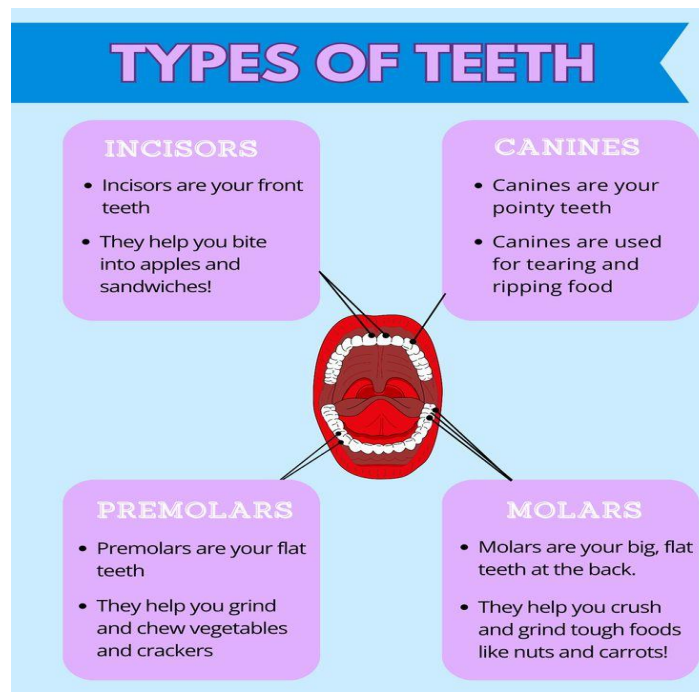 TYPES OF TEETH
INCISORS
• Incisors are your front
teeth
• They help you bite
into apples and
sandwiches!
CANINES
• Canines are your
pointy teeth
• Canines are used
for tearing and
ripping food
PREMOLARS
• Premolars are your flat
teeth
• They help you grind
and chew vegetables
and crackers
MOLARS
• Molars are your big, flat
teeth at the back.
• They help you crush
and grind tough foods
like nuts and carrots!